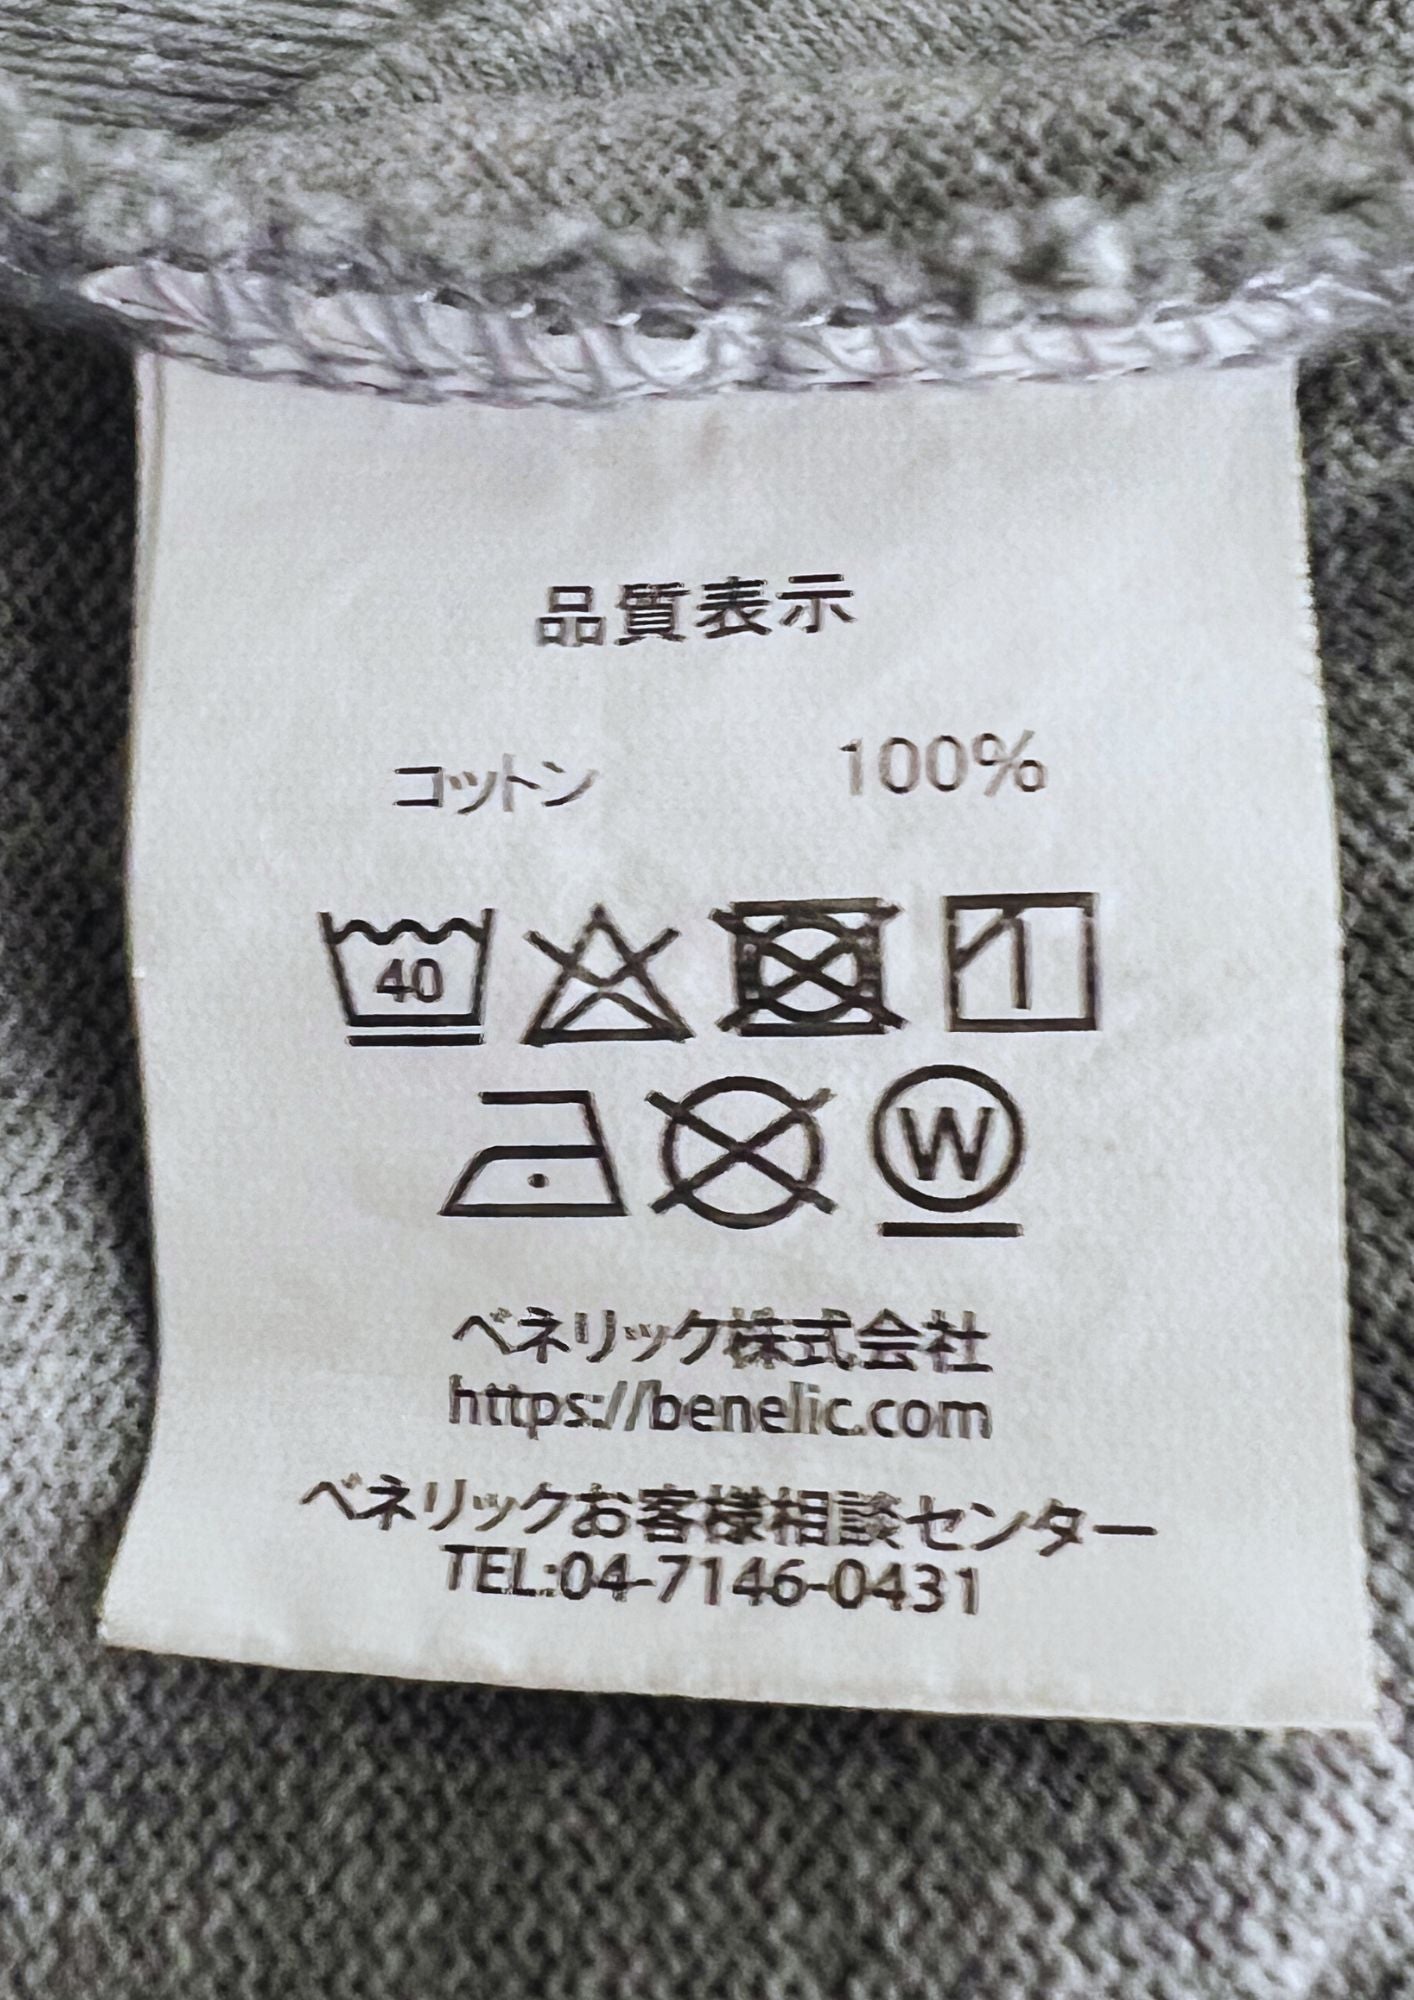 品質表示
コットン 100%
40
W
ベネリック株式会社
https://benelic.com
ベネリックお客様相談センター
TEL:04-7146-0431